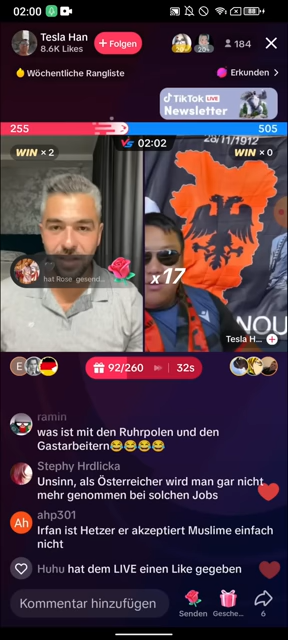 02:00
88
Tesla Han
8.6K Likes
+ Folgen
184
Wöchentliche Rangliste
Erkunden >
TikTok LIVE
Newsletter
255
505
WIN × 2
VS 02:02
WIN × 0
28/11/1912
hat Rose gesend...
x17
NOU
Tesla H...
E
92/260
32s
ramin
was ist mit den Ruhrpolen und den
Gastarbeitern😂😂😂😂
Stephy Hrdlicka
Unsinn, als Österreicher wird man gar nicht
mehr genommen bei solchen Jobs
Ah
ahp301
Irfan ist Hetzer er akzeptiert Muslime einfach
nicht
Huhu hat dem LIVE einen Like gegeben
Kommentar hinzufügen
Senden
Gesche...
6